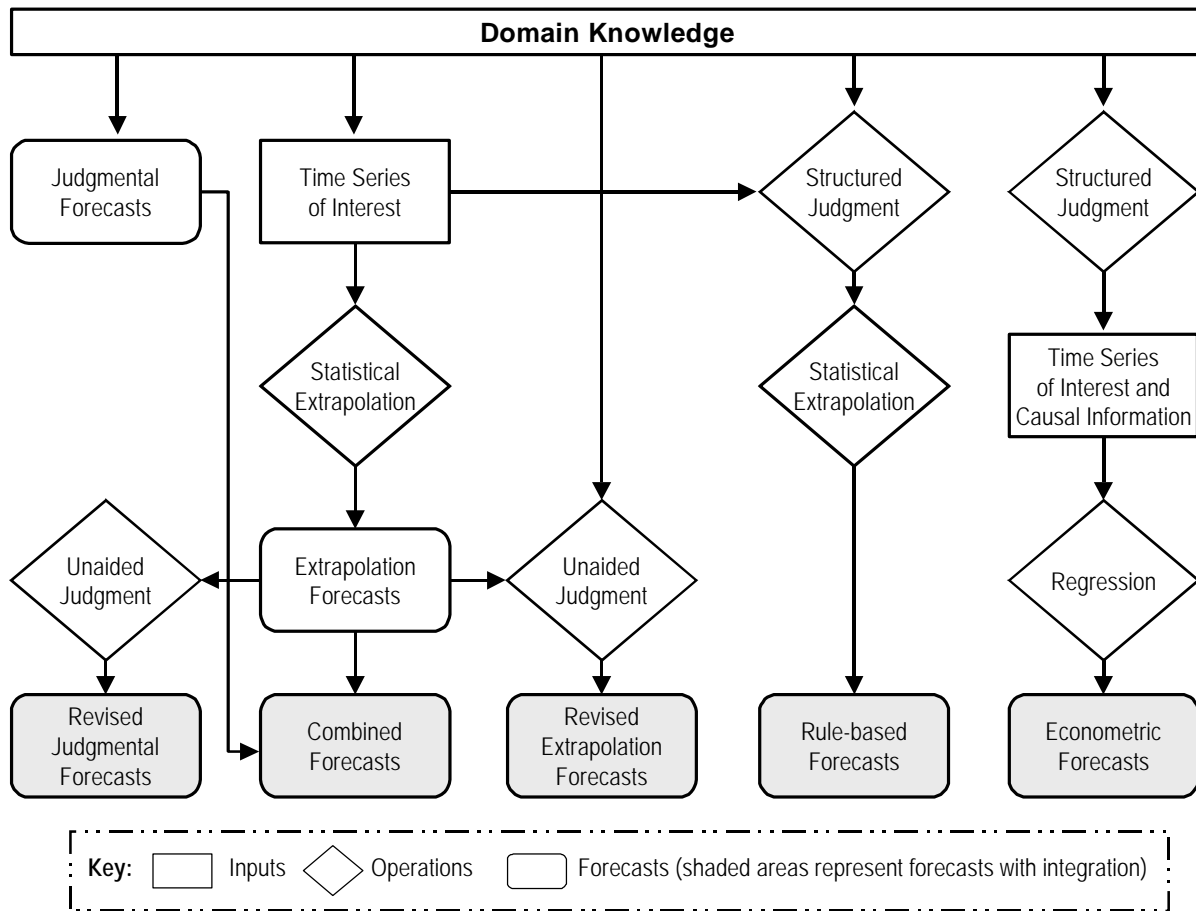 Domain Knowledge
Judgmental
Forecasts
Time Series
of Interest
Structured
Judgment
Structured
Judgment
Statistical
Extrapolation
Statistical
Extrapolation
Time Series
of Interest and
Causal Information
Unaided
Judgment
Extrapolation
Forecasts
Unaided
Judgment
Regression
Revised
Judgmental
Forecasts
Combined
Forecasts
Revised
Extrapolation
Forecasts
Rule-based
Forecasts
Econometric
Forecasts
Key: Inputs Operations Forecasts (shaded areas represent forecasts with integration)